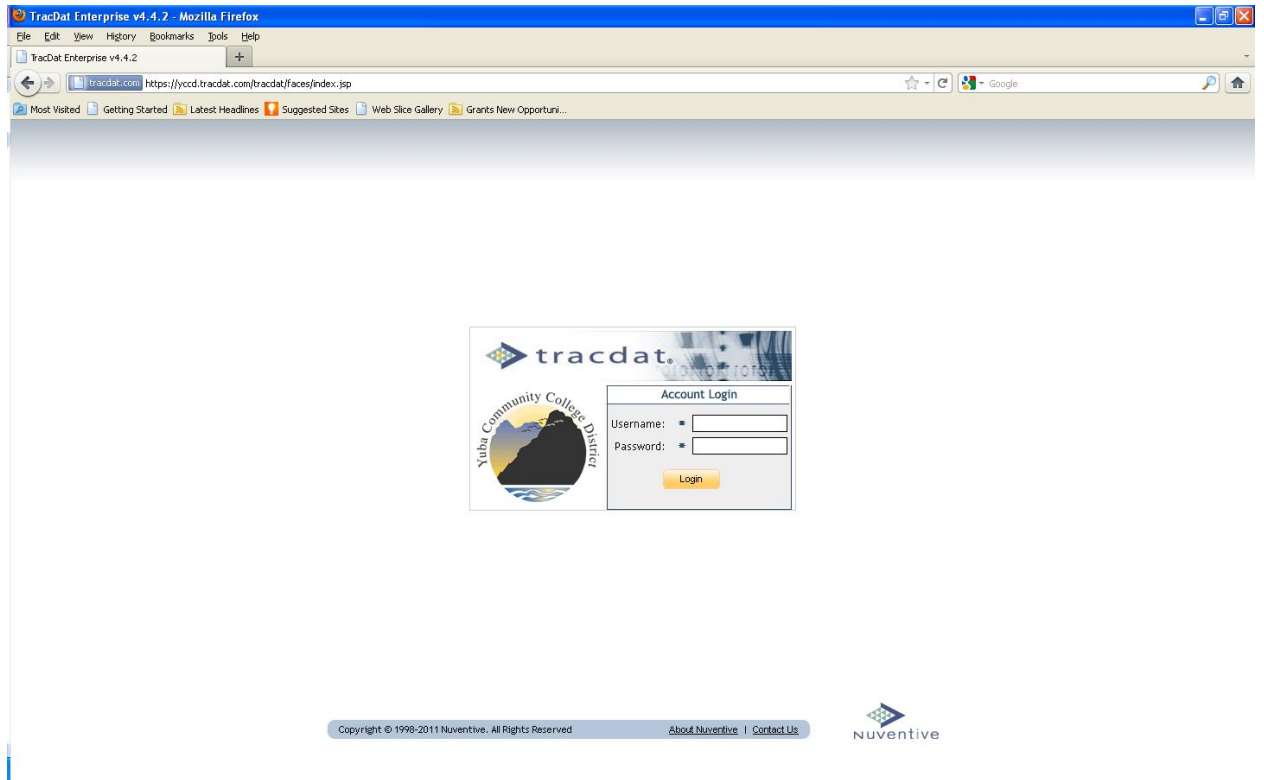 TracDat Enterprise v4.4.2 - Mozilla Firefox
File Edit View History Bookmarks Tools Help
TracDat Enterprise v4.4.2 +
tracdat.com https://yccd.tracdat.com/tracdat/faces/index.jsp Google
Most Visited Getting Started Latest Headlines Suggested Sites Web Slice Gallery Grants New Opportuni...
tracdat.
Yuba Community College District
Account Login
Username: *
Password: *
Login
Copyright © 1998-2011 Nuventive. All Rights Reserved About Nuventive | Contact Us
Nuventive